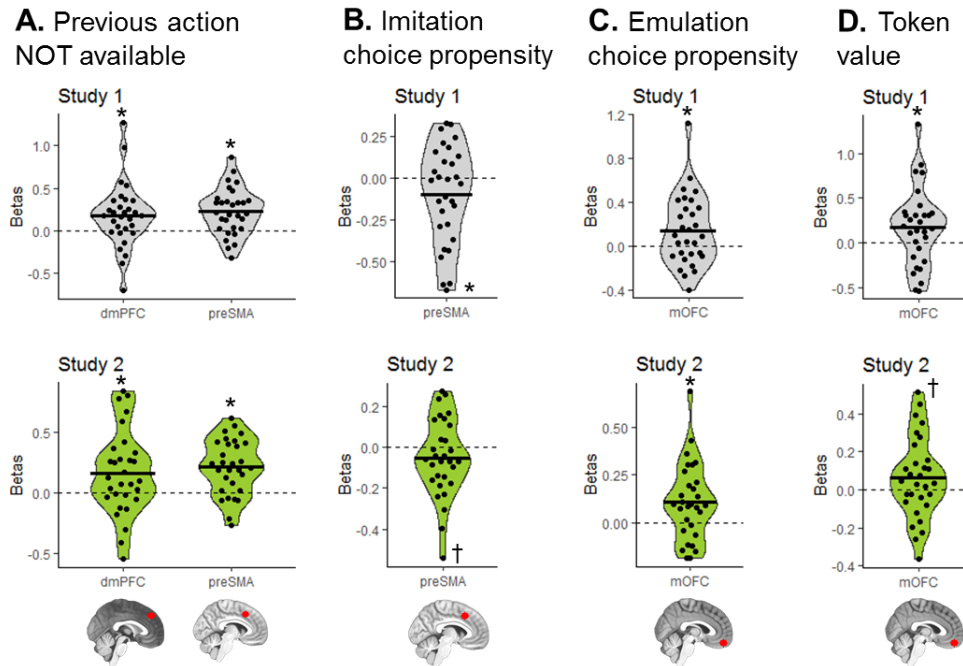 A. Previous action
NOT available
B. Imitation
choice propensity
C. Emulation
choice propensity
D. Token
value
Study 1
*
*
Betas
1.0
0.5
0.0
-0.5
dmPFC
preSMA
Study 1
Betas
0.25
0.00
-0.25
-0.50
*
preSMA
Study 1
*
Betas
1.2
0.8
0.4
0.0
-0.4
mOFC
Study 1
*
Betas
1.0
0.5
0.0
-0.5
mOFC
Study 2
*
*
Betas
0.5
0.0
-0.5
dmPFC
preSMA
Study 2
Betas
0.2
0.0
-0.2
-0.4
†
preSMA
Study 2
*
Betas
0.50
0.25
0.00
mOFC
Study 2
†
Betas
0.4
0.2
0.0
-0.2
-0.4
mOFC